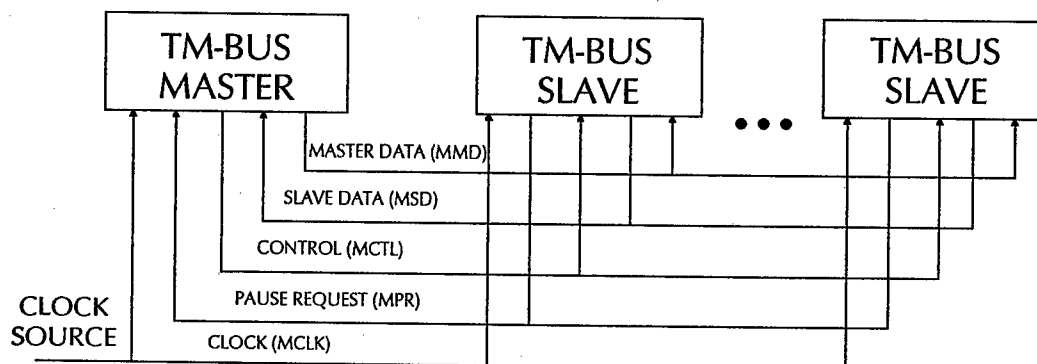 TM-BUS
MASTER
TM-BUS
SLAVE
TM-BUS
SLAVE
MASTER DATA (MMD)
SLAVE DATA (MSD)
CONTROL (MCTL)
PAUSE REQUEST (MPR)
CLOCK
SOURCE
CLOCK (MCLK)